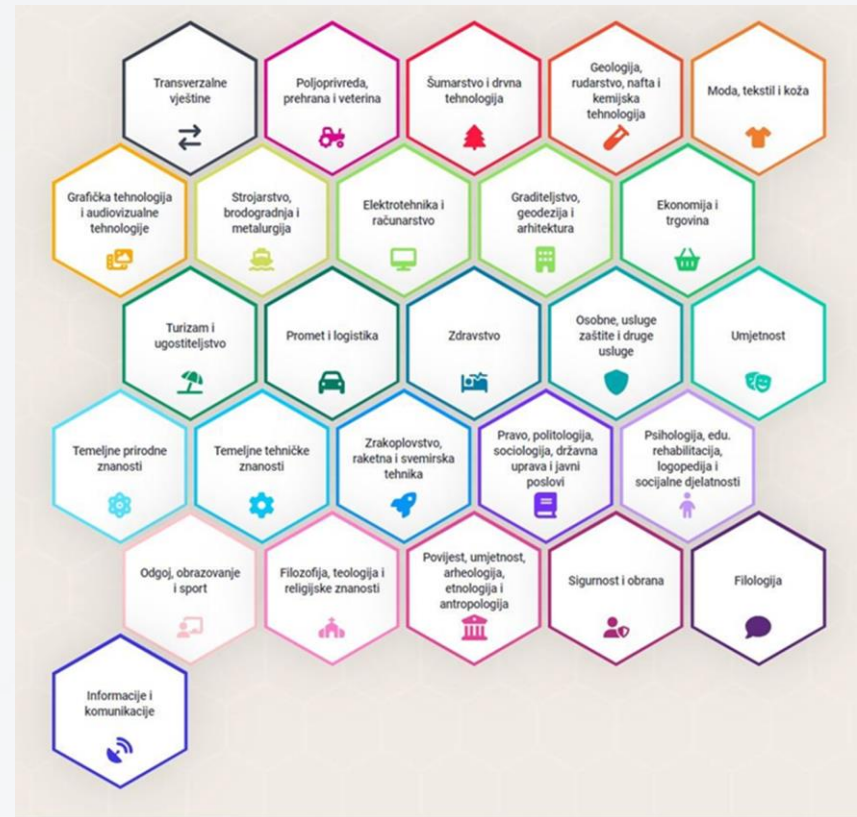 Transverzalne
vještine
Poljoprivreda,
prehrana i veterina
Šumarstvo i drvna
tehnologija
Geologija,
rudarstvo, nafta i
kemijska
tehnologija
Moda, tekstil i koža
Grafička tehnologija
i audiovizualne
tehnologije
Strojarstvo,
brodogradnja i
metalurgija
Elektrotehnika i
računarstvo
Graditeljstvo,
geodezija i
arhitektura
Ekonomija i
trgovina
Turizam i
ugostiteljstvo
Promet i logistika
Zdravstvo
Osobne, usluge
zaštite i druge
usluge
Umjetnost
Temeljne prirodne
znanosti
Temeljne tehničke
znanosti
Zrakoplovstvo,
raketna i svemirska
tehnika
Pravo, politologija,
sociologija, državna
uprava i javni
poslovi
Psihologija, edu.
rehabilitacija,
logopedija i
socijalne djelatnosti
Odgoj, obrazovanje
i sport
Filozofija, teologija i
religijske znanosti
Povijest, umjetnost,
arheologija,
etnologija i
antropologija
Sigurnost i obrana
Filologija
Informacije i
komunikacije